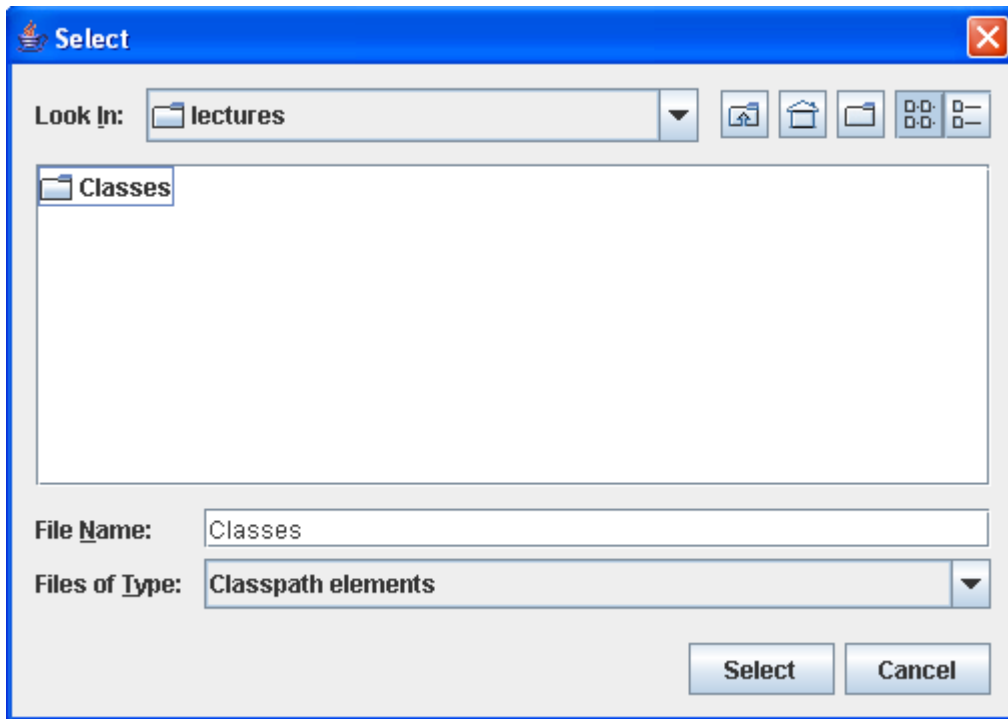 Select
Look In: lectures
Classes
File Name: Classes
Files of Type: Classpath elements
Select Cancel